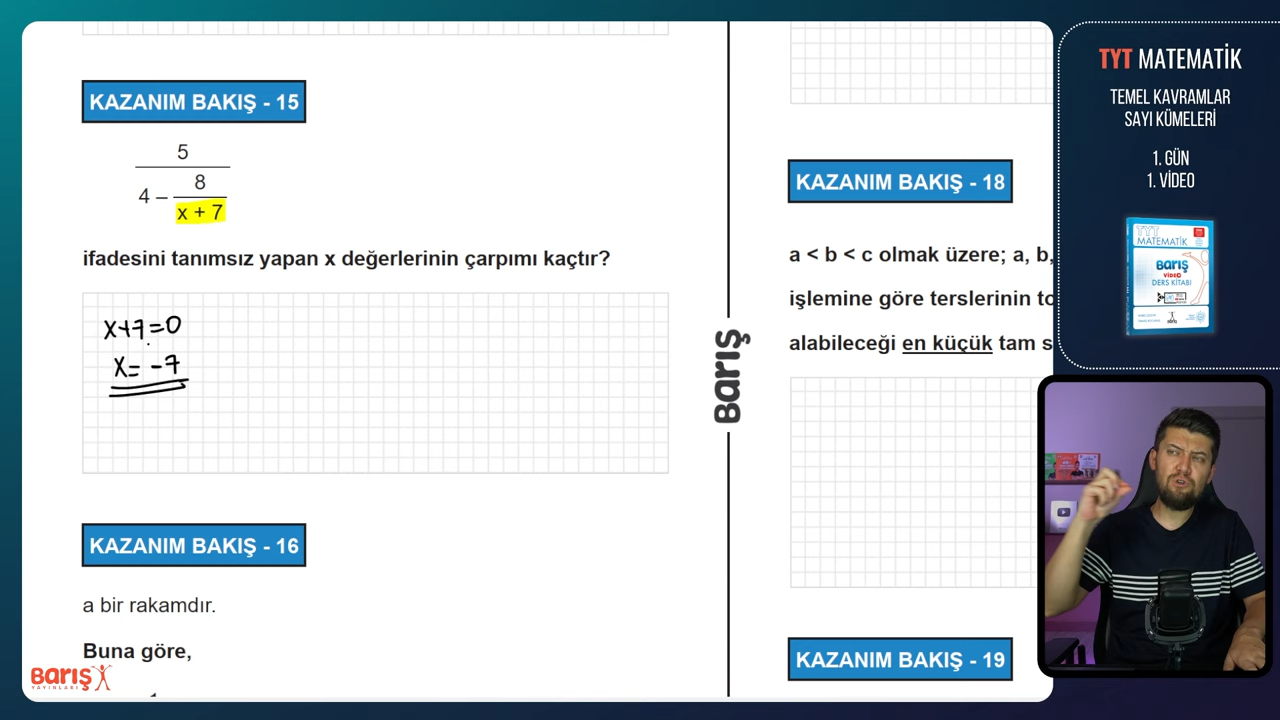 KAZANIM BAKIŞ - 15
5
4 – 8
x + 7
ifadesini tanımsız yapan x değerlerinin çarpımı kaçtır?
x+7=0
x= -7
KAZANIM BAKIŞ - 16
a bir rakamdır.
Buna göre,
BARIŞ
YAYINLARI
Barış
KAZANIM BAKIŞ - 18
a < b < c olmak üzere; a, b,
işlemine göre terslerinin to
alabileceği en küçük tam s
KAZANIM BAKIŞ - 19
TYT MATEMATİK
TEMEL KAVRAMLAR
SAYI KÜMELERİ
1. GÜN
1. VİDEO
TYT
MATEMATİK
Barış
VİDEO
DERS KİTABI